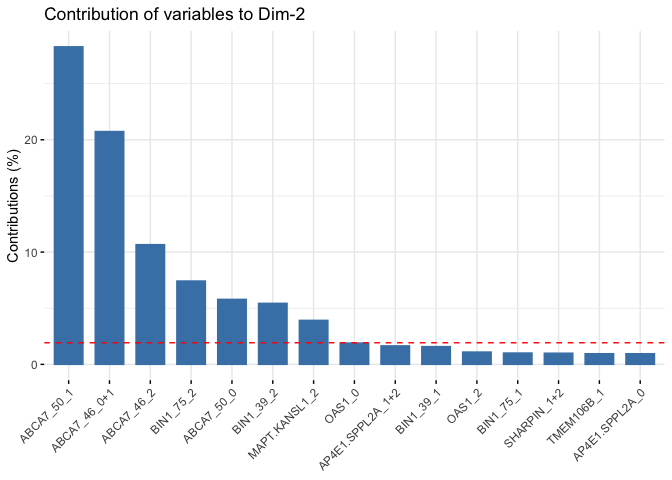 Contribution of variables to Dim-2
Contributions (%)
20
10
0
ABCA7_50_1
ABCA7_46_0+1
ABCA7_46_2
BIN1_75_2
ABCA7_50_0
BIN1_39_2
MAPT.KANSL1_2
OAS1_0
AP4E1.SPPL2A_1+2
BIN1_39_1
OAS1_2
BIN1_75_1
SHARPIN_1+2
TMEM106B_1
AP4E1.SPPL2A_0